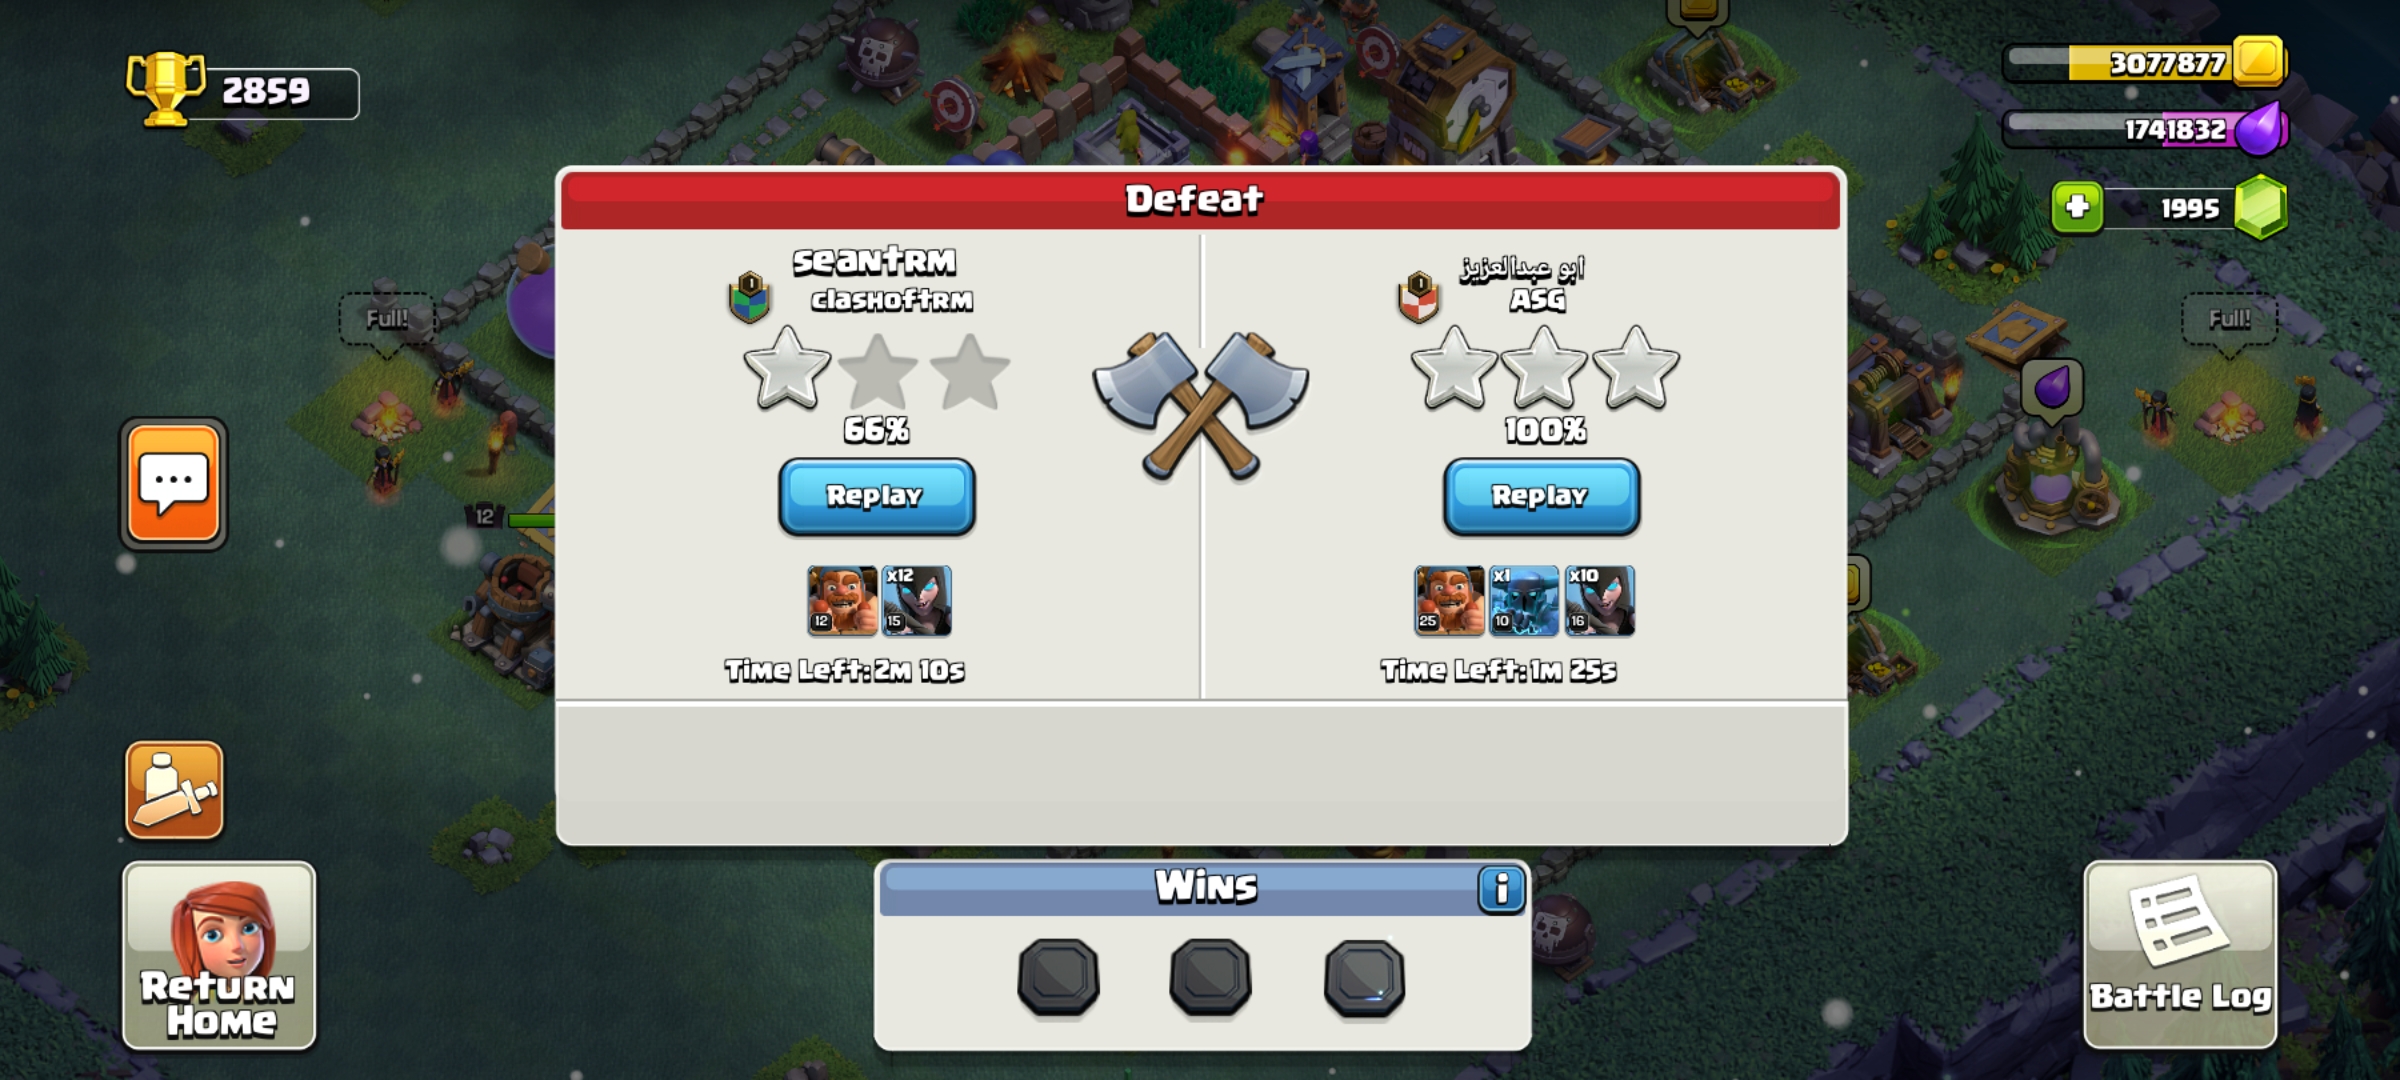 2859
3077877
1741832
1995
Defeat
seantrm
clashoftrm
1
66%
Replay
x12
12
15
Time Left: 2m 10s
ابو عبدالعزيز
ASG
1
100%
Replay
x1
x10
25
10
16
Time Left: 1m 25s
Full!
Full!
12
Wins
i
Return
Home
Battle Log